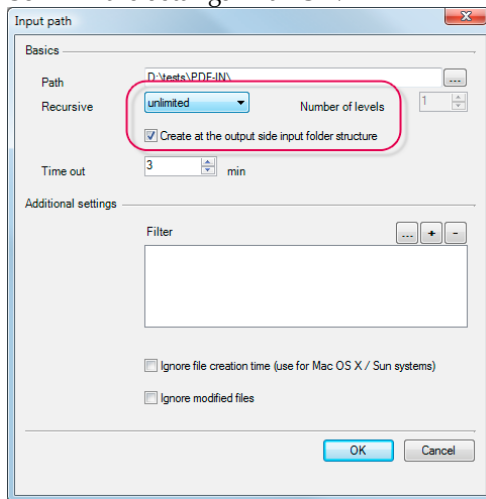 Input path
Basics
Path D:\tests\PDF-IN\ ...
Recursive unlimited Number of levels 1
Create at the output side input folder structure
Time out 3 min
Additional settings
Filter ... + -
Ignore file creation time (use for Mac OS X / Sun systems)
Ignore modified files
OK Cancel